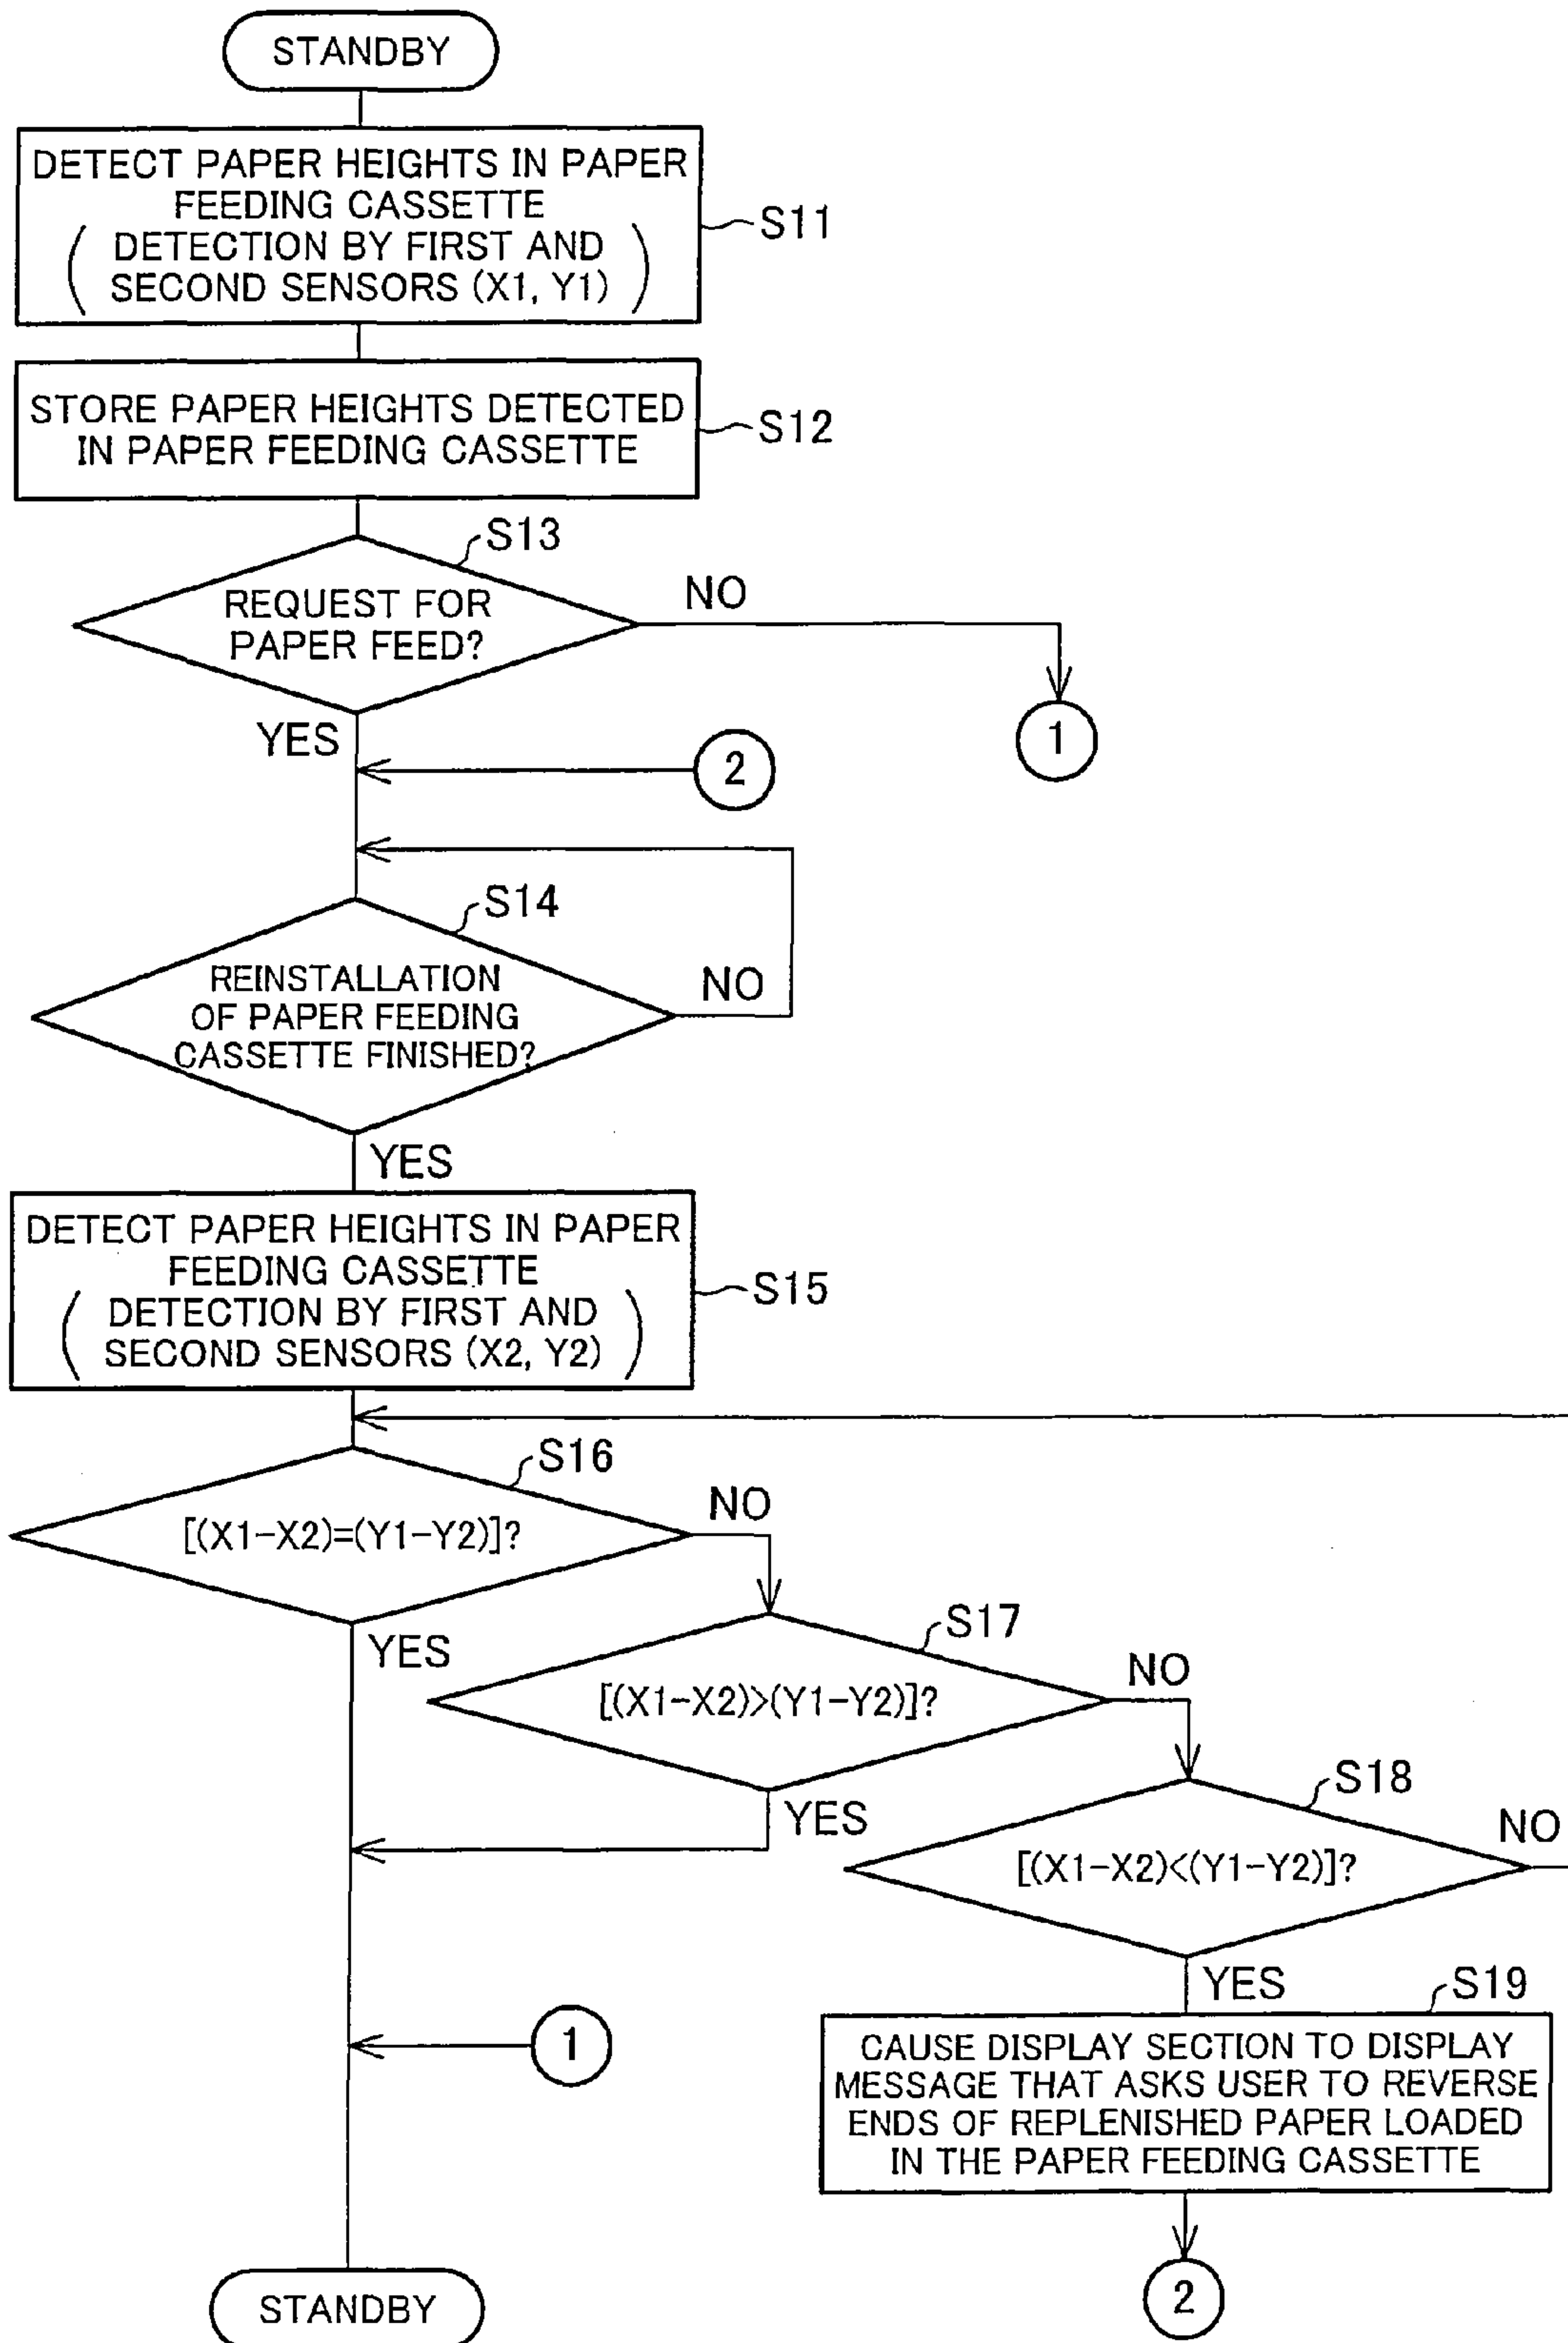 STANDBY
DETECT PAPER HEIGHTS IN PAPER
FEEDING CASSETTE
( DETECTION BY FIRST AND
SECOND SENSORS (X1, Y1) )
S11
STORE PAPER HEIGHTS DETECTED
IN PAPER FEEDING CASSETTE
S12
S13
REQUEST FOR
PAPER FEED?
NO
1
YES
2
S14
REINSTALLATION
OF PAPER FEEDING
CASSETTE FINISHED?
NO
YES
DETECT PAPER HEIGHTS IN PAPER
FEEDING CASSETTE
( DETECTION BY FIRST AND
SECOND SENSORS (X2, Y2) )
S15
S16
[(X1-X2)=(Y1-Y2)]?
NO
YES
S17
[(X1-X2)>(Y1-Y2)]?
NO
YES
S18
[(X1-X2)<(Y1-Y2)]?
NO
YES
S19
CAUSE DISPLAY SECTION TO DISPLAY
MESSAGE THAT ASKS USER TO REVERSE
ENDS OF REPLENISHED PAPER LOADED
IN THE PAPER FEEDING CASSETTE
1
2
STANDBY